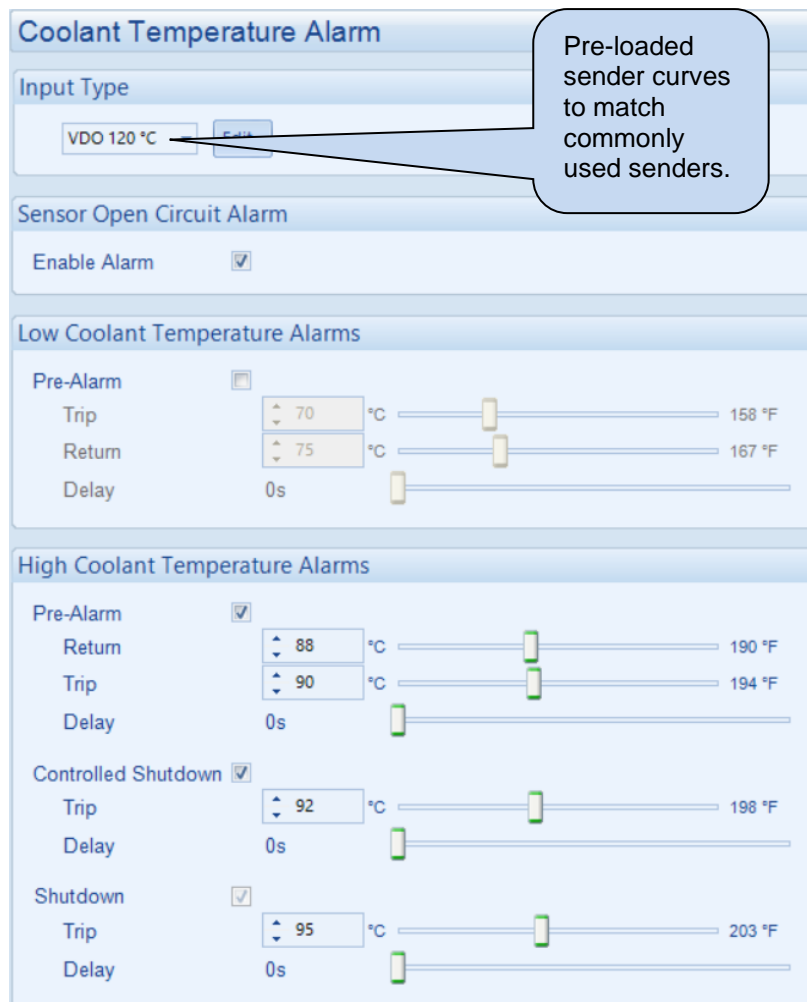 Coolant Temperature Alarm
Pre-loaded
sender curves
to match
commonly
used senders.
Input Type
VDO 120 °C
Sensor Open Circuit Alarm
Enable Alarm
Low Coolant Temperature Alarms
Pre-Alarm
Trip 70 °C 158 °F
Return 75 °C 167 °F
Delay 0s
High Coolant Temperature Alarms
Pre-Alarm
Return 88 °C 190 °F
Trip 90 °C 194 °F
Delay 0s
Controlled Shutdown
Trip 92 °C 198 °F
Delay 0s
Shutdown
Trip 95 °C 203 °F
Delay 0s